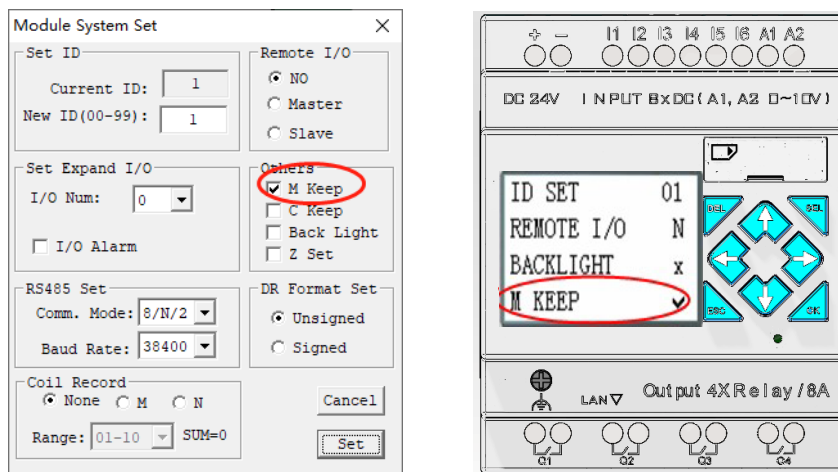 Module System Set
Set ID
Current ID: 1
New ID(00-99): 1
Remote I/O
NO
Master
Slave
Set Expand I/O
I/O Num: 0
I/O Alarm
Others
M Keep
C Keep
Back Light
Z Set
RS485 Set
Comm. Mode: 8/N/2
Baud Rate: 38400
DR Format Set
Unsigned
Signed
Coil Record
None M N
Range: 01-10 SUM=0
Cancel
Set
+ − I1 I2 I3 I4 I5 I6 A1 A2
DC 24V INPUT 8xDC(A1, A2 0~10V)
ID SET 01
REMOTE I/O N
BACKLIGHT x
M KEEP ✓
DEL
SEL
ESC
OK
LAN Output 4XRelay/8A
Q1 Q2 Q3 Q4